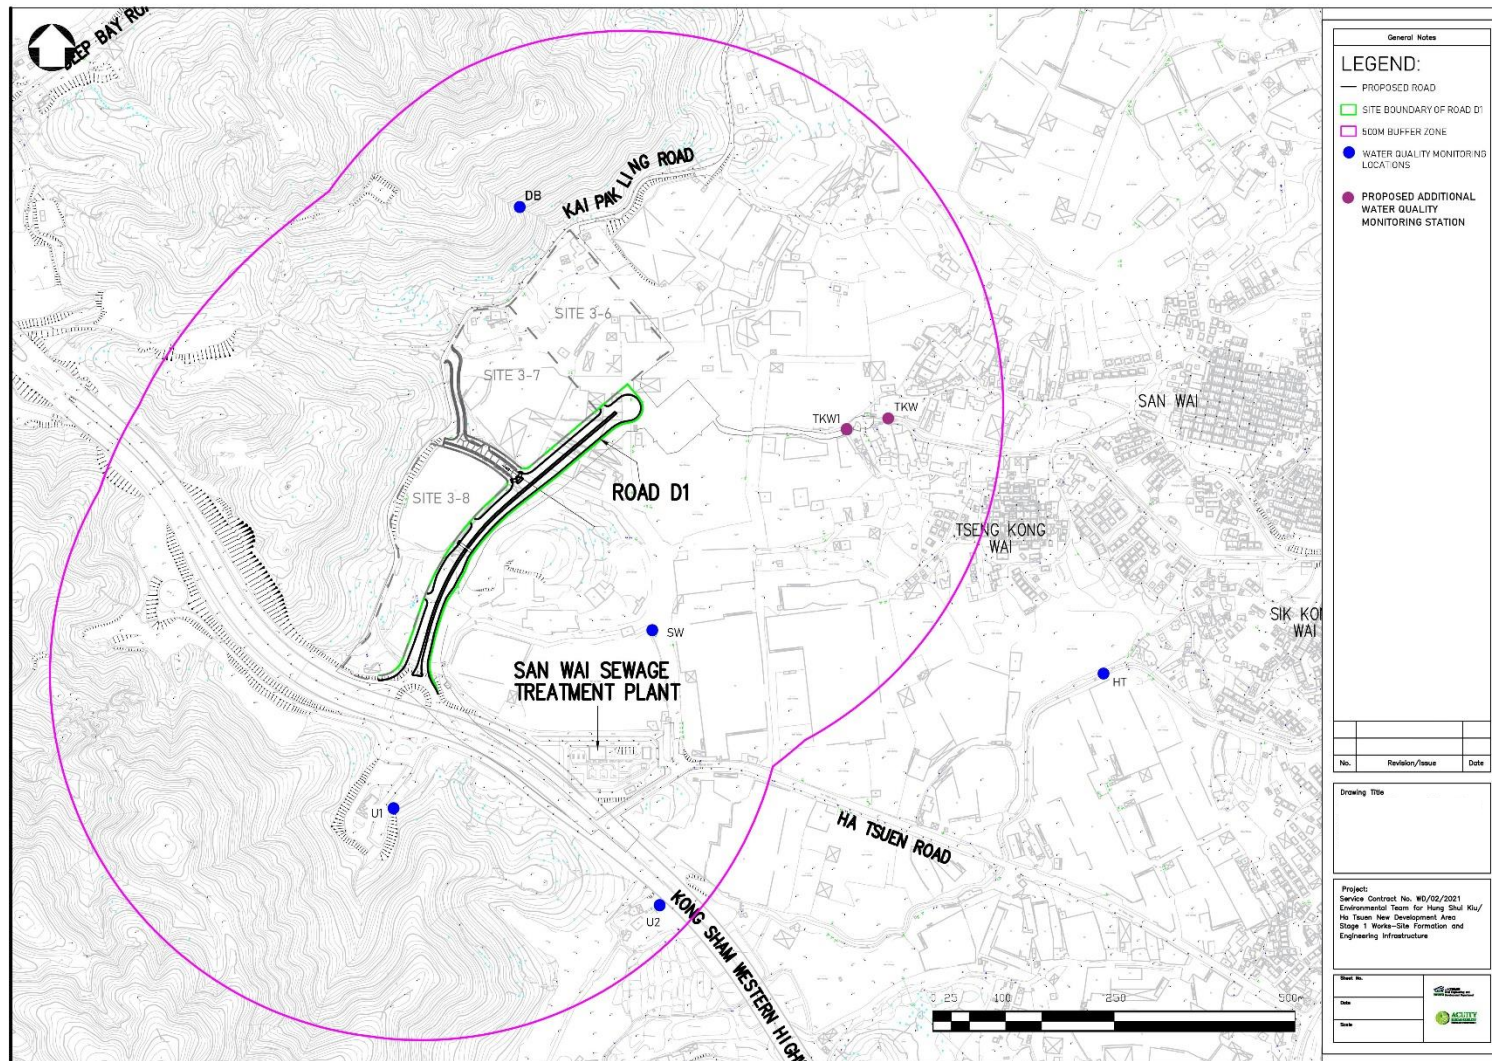 DEEP BAY ROAD
DB
KAI PAK LING ROAD
SITE 3-6
SITE 3-7
SITE 3-8
ROAD D1
TKW1
TKW
SAN WAI
TSENG KONG
WAI
SIK KO
WAI
SW
HT
SAN WAI SEWAGE
TREATMENT PLANT
U1
U2
HA TSUEN ROAD
KONG SHAM WESTERN HIGH
0 25 100 250 500m
General Notes
LEGEND:
PROPOSED ROAD
SITE BOUNDARY OF ROAD D1
500M BUFFER ZONE
WATER QUALITY MONITORING
LOCATIONS
PROPOSED ADDITIONAL
WATER QUALITY
MONITORING STATION
No. Revision/Issue Date
Drawing Title
Project:
Service Contract No. WD/02/2021
Environmental Team for Hung Shui Kiu/
Ha Tsuen New Development Area
Stage 1 Works-Site Formation and
Engineering Infrastructure
Sheet No.
Date
Scale
ACUITY